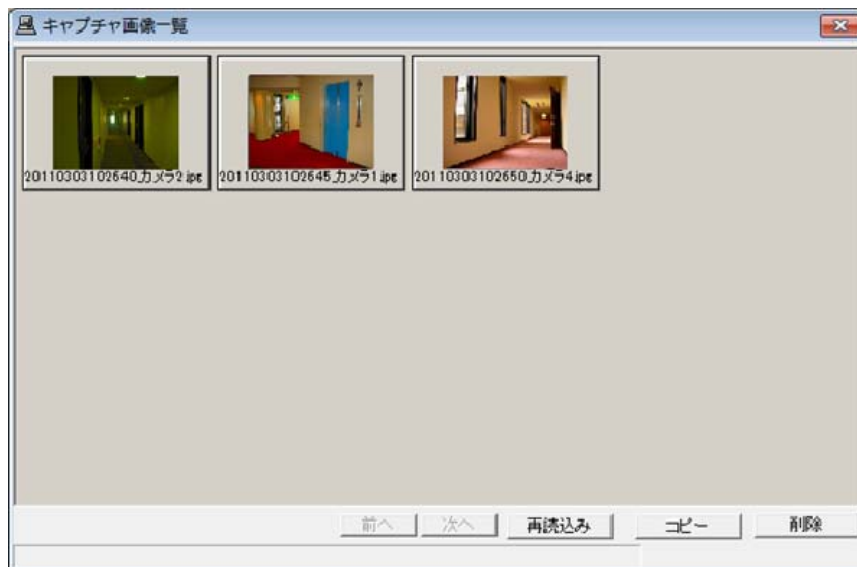 キャプチャ画像一覧
20110303102640_カメラ2.jpg
20110303102645_カメラ1.jpg
20110303102650_カメラ4.jpg
前へ
次へ
再読込み
コピー
削除